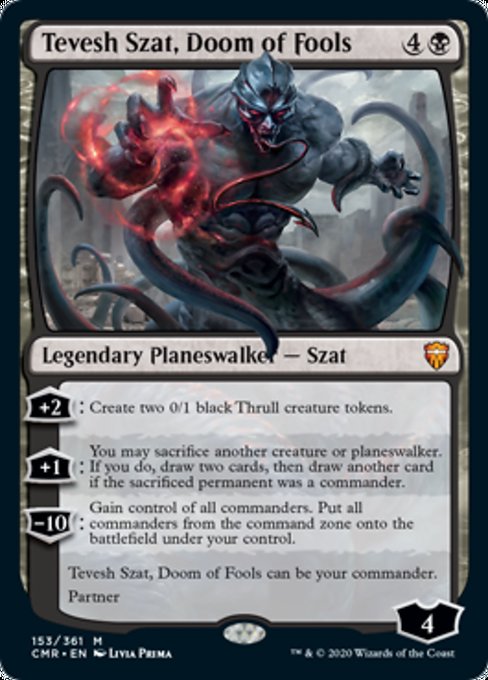 Tevesh Szat, Doom of Fools 4
Legendary Planeswalker — Szat
+2 : Create two 0/1 black Thrull creature tokens.
You may sacrifice another creature or planeswalker.
+1 : If you do, draw two cards, then draw another card
if the sacrificed permanent was a commander.
Gain control of all commanders. Put all
−10 : commanders from the command zone onto the
battlefield under your control.
Tevesh Szat, Doom of Fools can be your commander.
Partner
4
153/361 M
CMR • EN Livia Prima
™ & © 2020 Wizards of the Coast